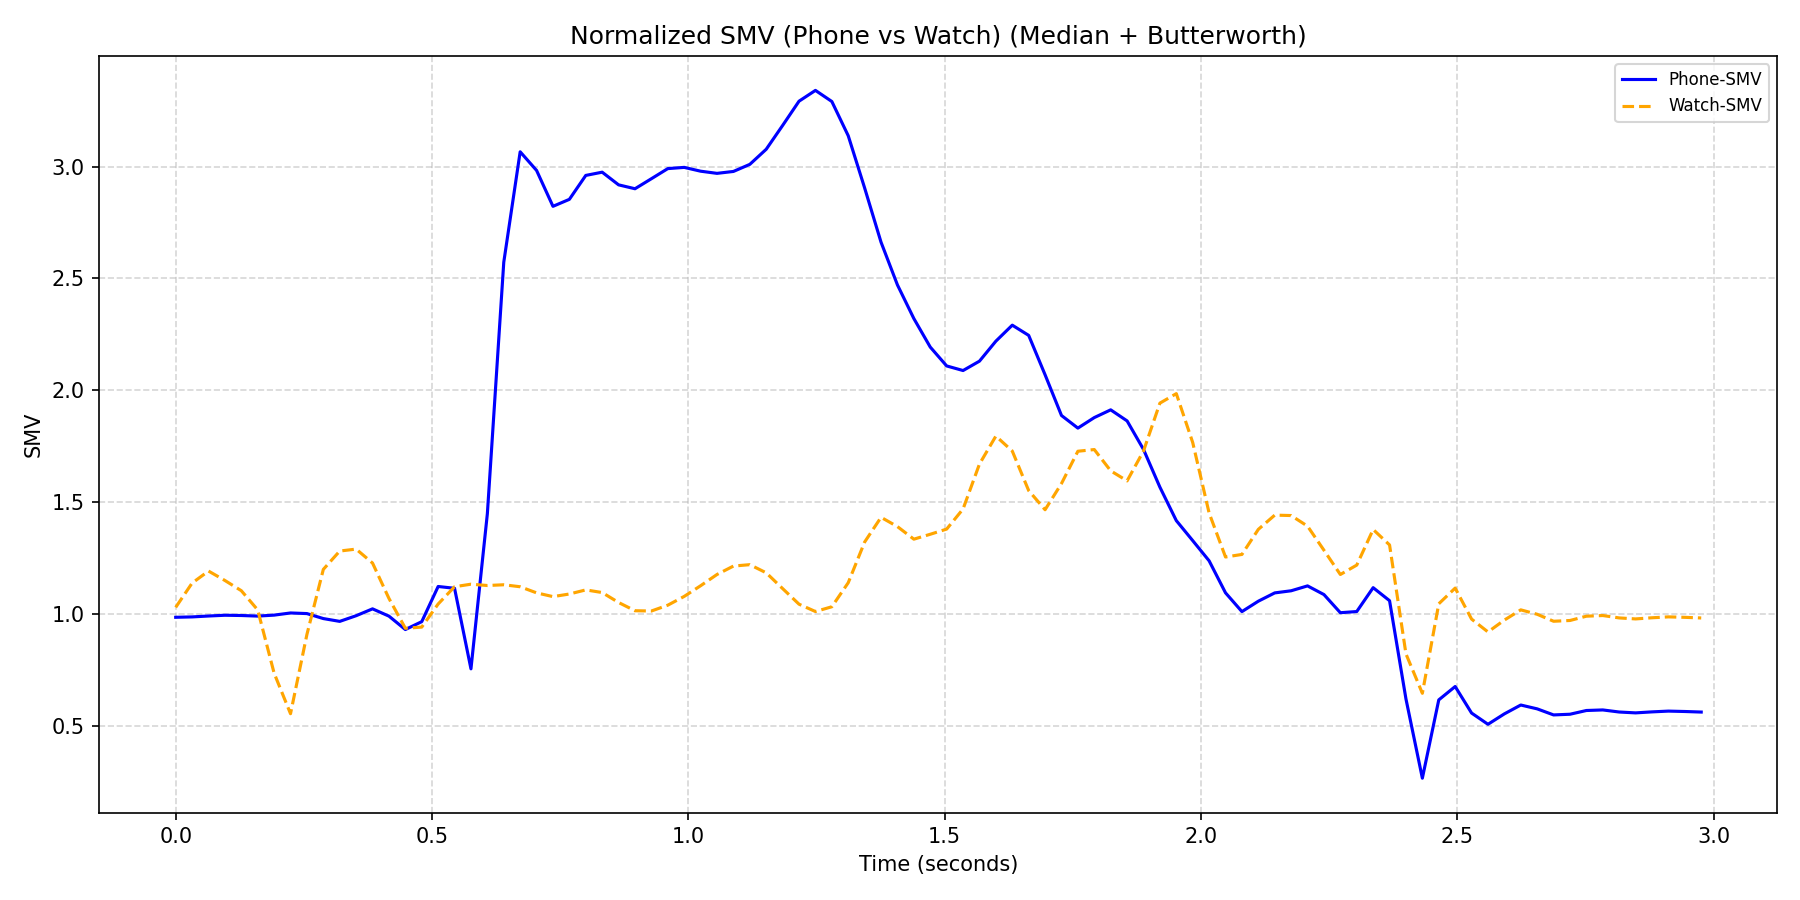 Normalized SMV (Phone vs Watch) (Median + Butterworth)
Phone-SMV
Watch-SMV
3.0
2.5
2.0
1.5
1.0
0.5
SMV
0.0 0.5 1.0 1.5 2.0 2.5 3.0
Time (seconds)